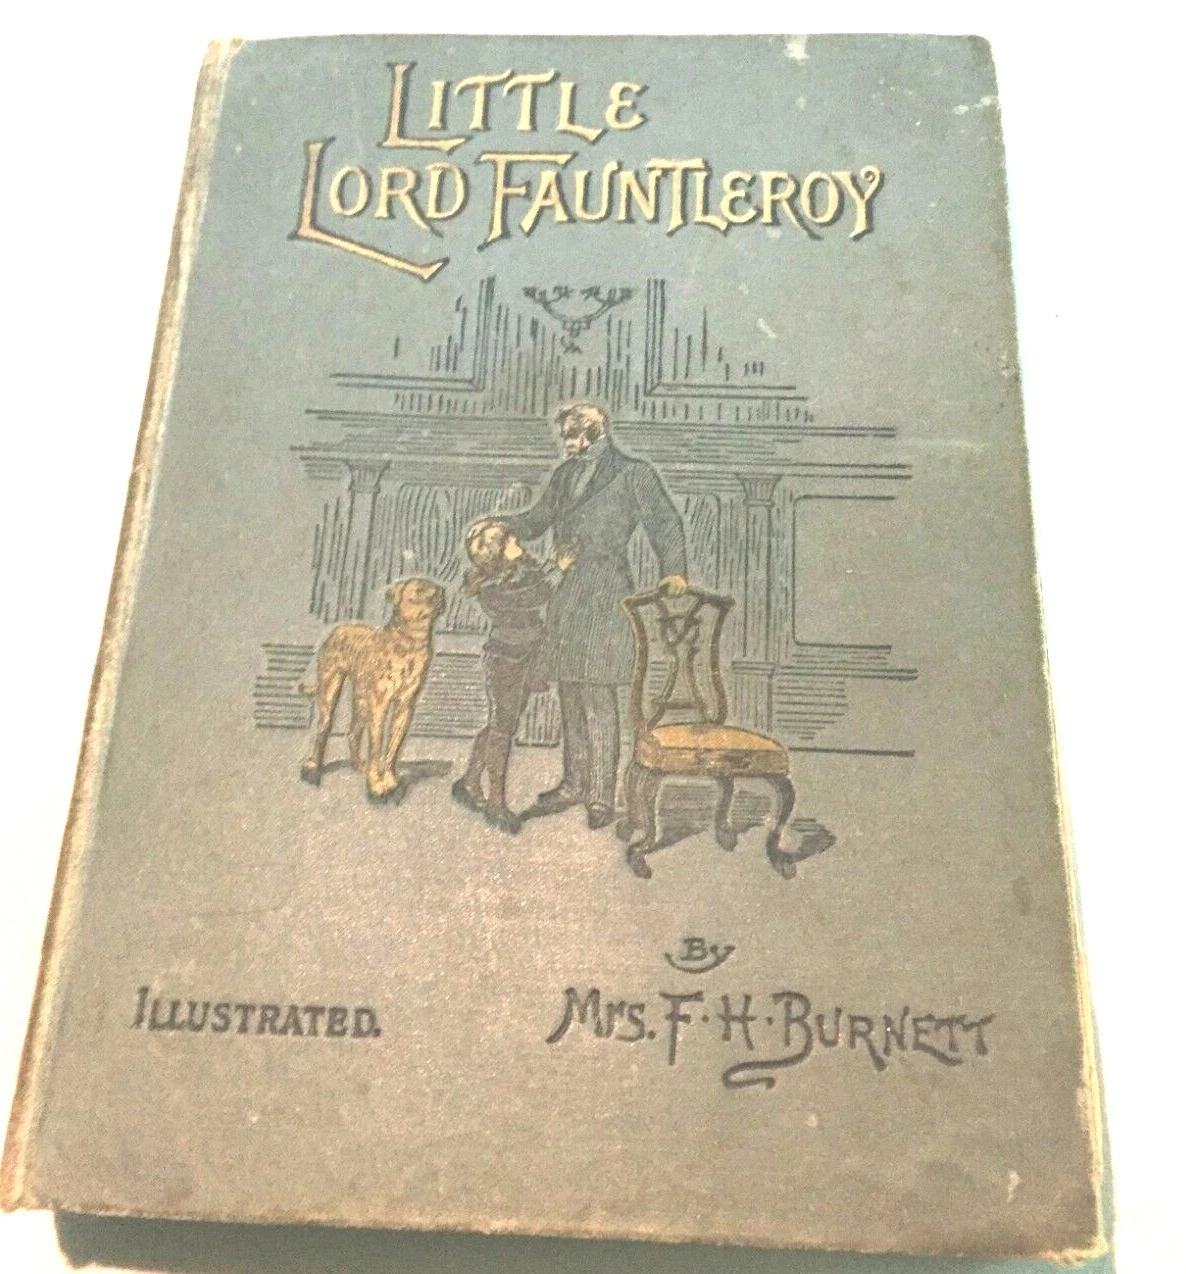 LITTLE
LORD FAUNTLEROY
By
ILLUSTRATED.
Mrs. F. H. BURNETT